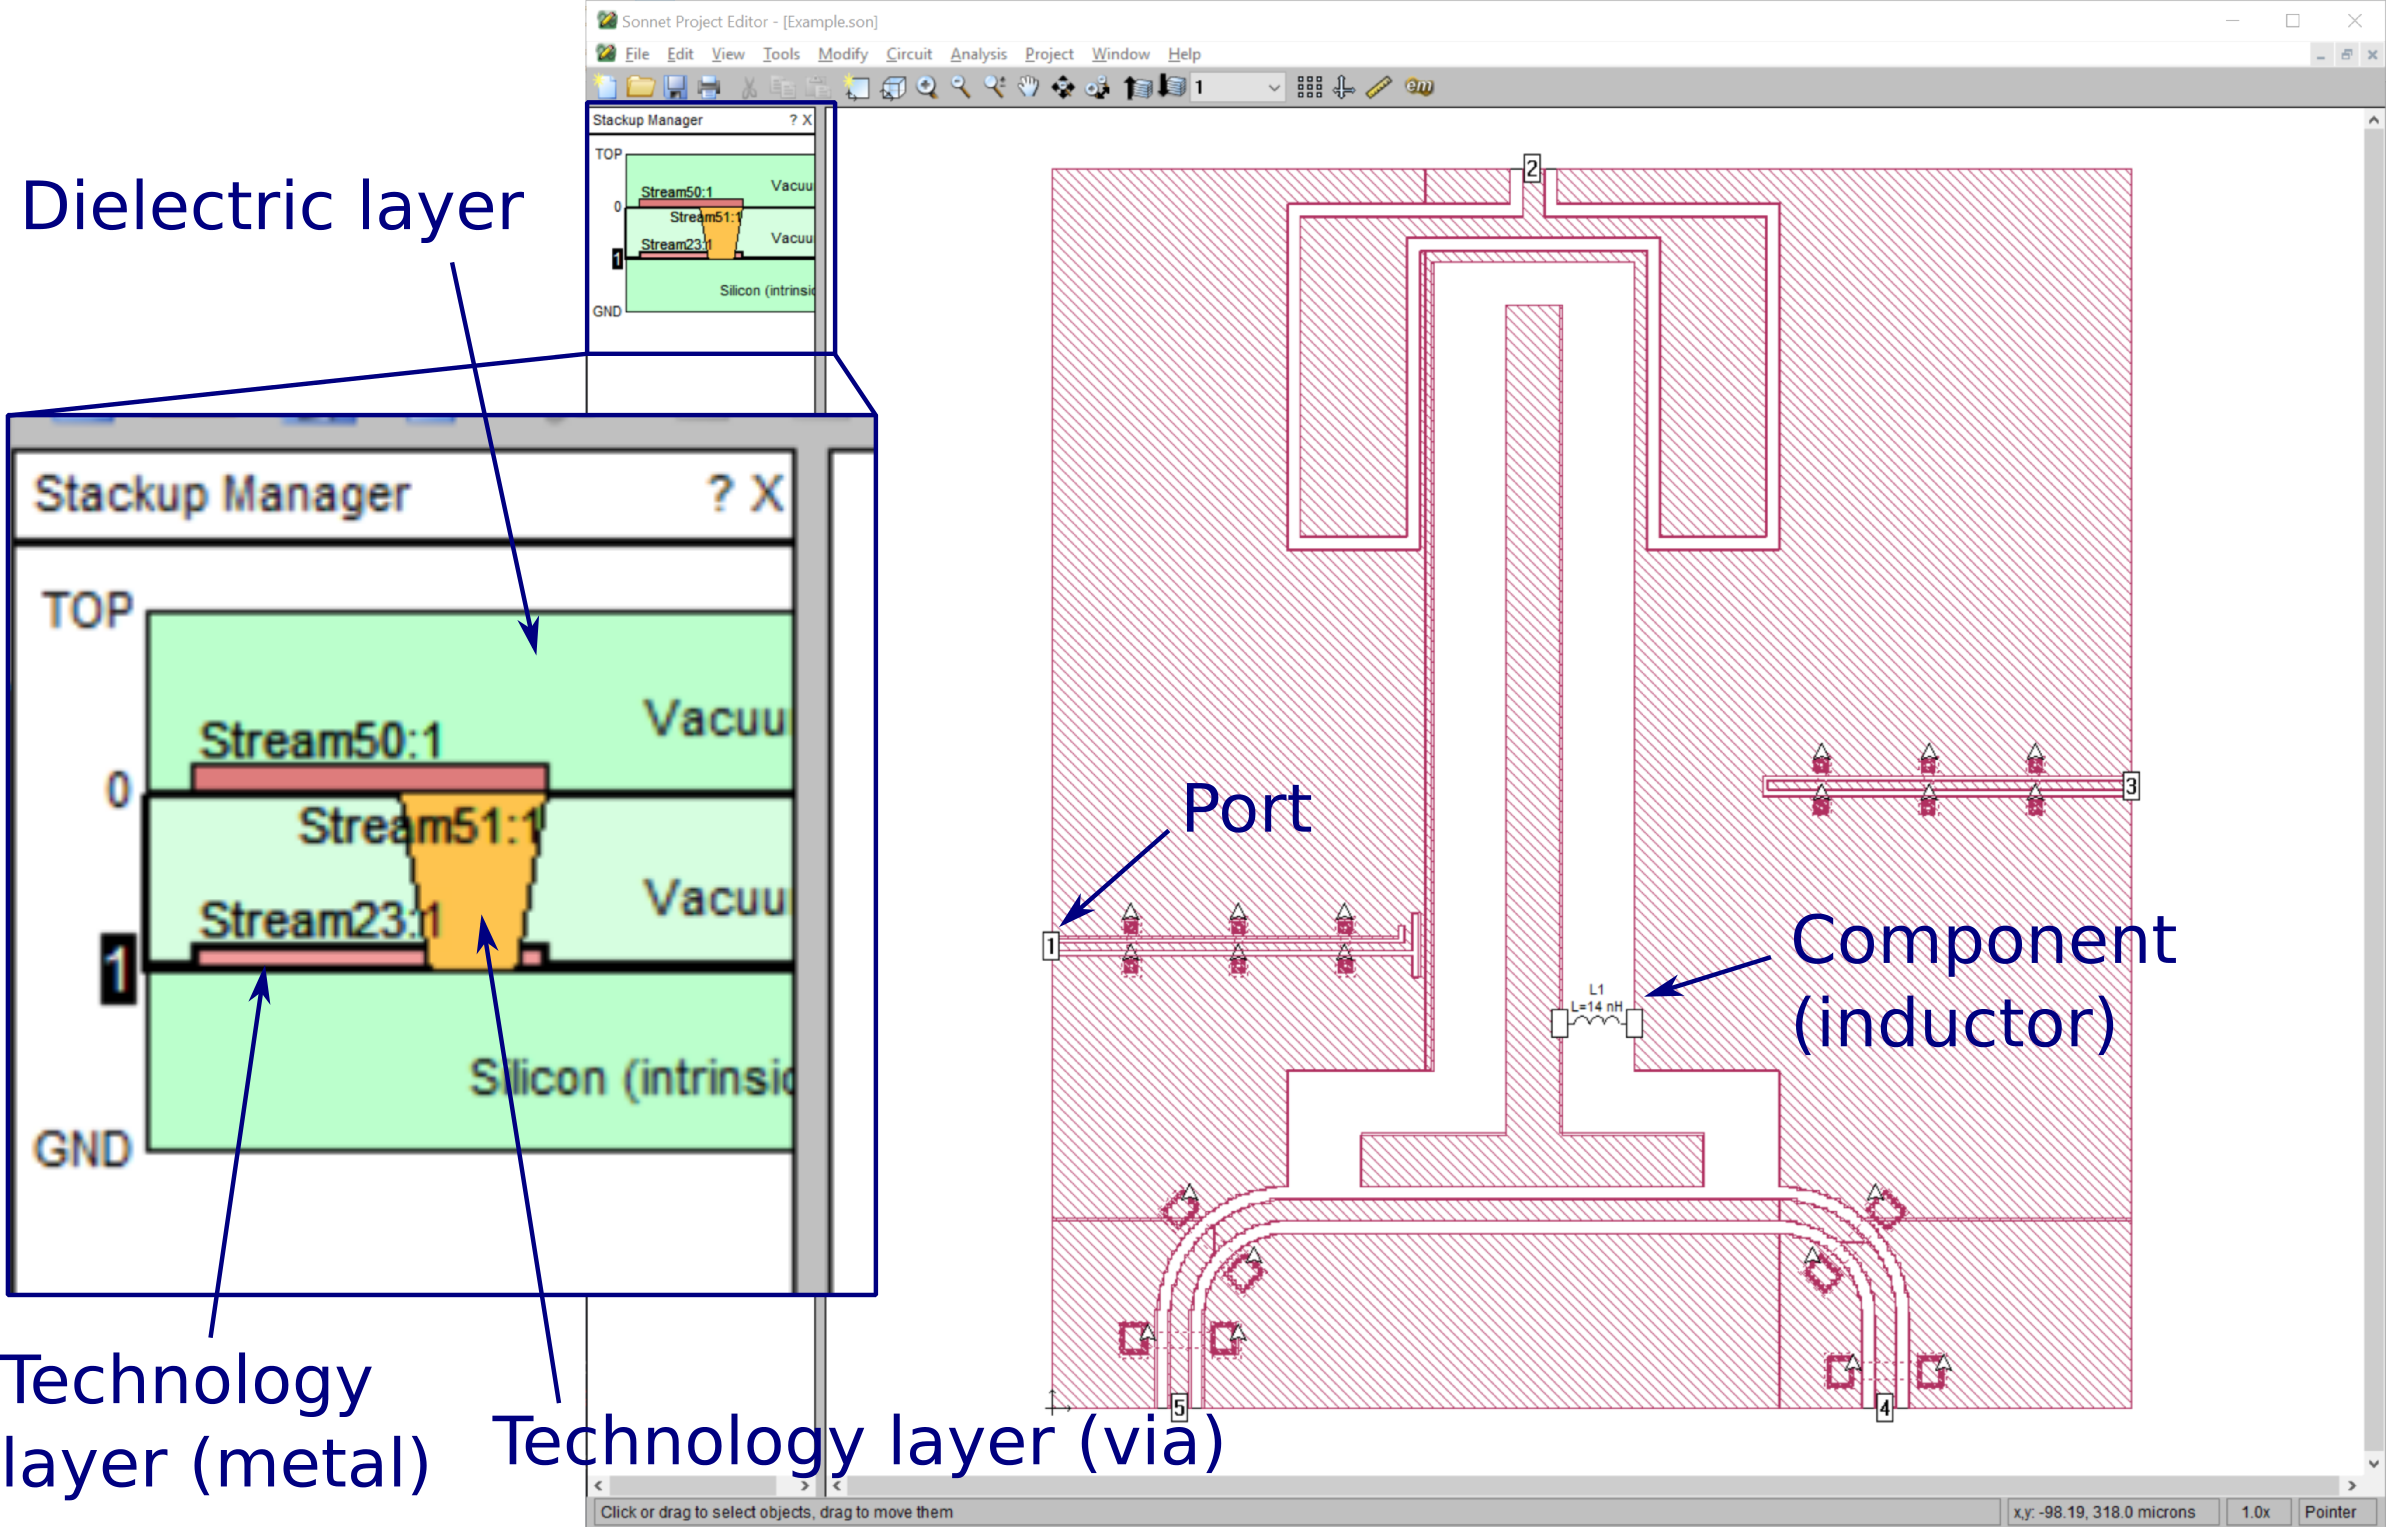 Sonnet Project Editor - [Example.son]
File Edit View Tools Modify Circuit Analysis Project Window Help
1
em
Stackup Manager ? X
TOP
Stream50:1
Vacuu
0
Stream51:1
Stream23:1
Vacuu
1
Silicon (intrinsic
GND
Dielectric layer
Stackup Manager ? X
TOP
Stream50:1
Vacuu
0
Stream51:1
Vacuu
Stream23:1
1
Silicon (intrinsic
GND
Technology
layer (metal)
Technology layer (via)
2
3
Port
1
Component
(inductor)
L1
L=14 nH
5
4
Click or drag to select objects, drag to move them
x,y: -98.19, 318.0 microns
1.0x
Pointer